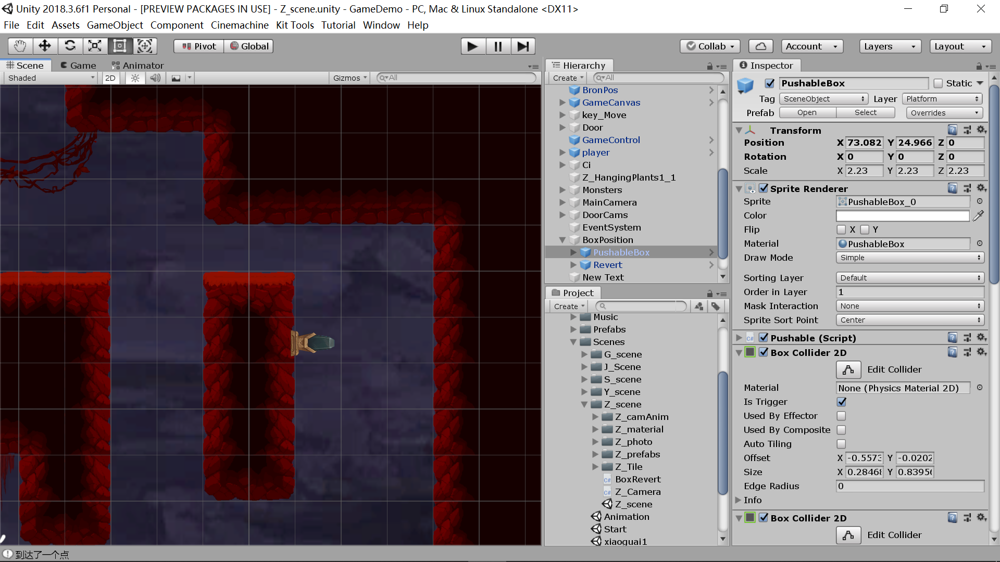 Unity 2018.3.6f1 Personal - [PREVIEW PACKAGES IN USE] - Z_scene.unity - GameDemo - PC, Mac & Linux Standalone <DX11>
File Edit Assets GameObject Component Cinemachine Kit Tools Tutorial Window Help
Pivot Global Collab Account Layers Layout
Scene Game Animator
Shaded 2D Gizmos All
Hierarchy
Create All
BronPos
GameCanvas
key_Move
Door
GameControl
player
Ci
Z_HangingPlants1_1
Monsters
MainCamera
DoorCams
EventSystem
BoxPosition
PushableBox
Revert
New Text
Project
Create
Music
Prefabs
Scenes
G_scene
J_Scene
S_scene
Y_scene
Z_scene
Z_camAnim
Z_material
Z_photo
Z_prefabs
Z_Tile
C# BoxRevert
C# Z_Camera
Z_scene
Animation
Start
xiaoguai1
Inspector
PushableBox Static
Tag SceneObject Layer Platform
Prefab Open Select Overrides
Transform
Position X 73.082 Y 24.966 Z 0
Rotation X 0 Y 0 Z 0
Scale X 2.23 Y 2.23 Z 2.23
Sprite Renderer
Sprite PushableBox_0
Color
Flip X Y
Material PushableBox
Draw Mode Simple
Sorting Layer Default
Order in Layer 1
Mask Interaction None
Sprite Sort Point Center
C# Pushable (Script)
Box Collider 2D
Edit Collider
Material None (Physics Material 2D)
Is Trigger
Used By Effector
Used By Composite
Auto Tiling
Offset X -0.5573 Y -0.0202
Size X 0.2846 Y 0.8395
Edge Radius 0
Info
Box Collider 2D
Edit Collider
到达了一个点